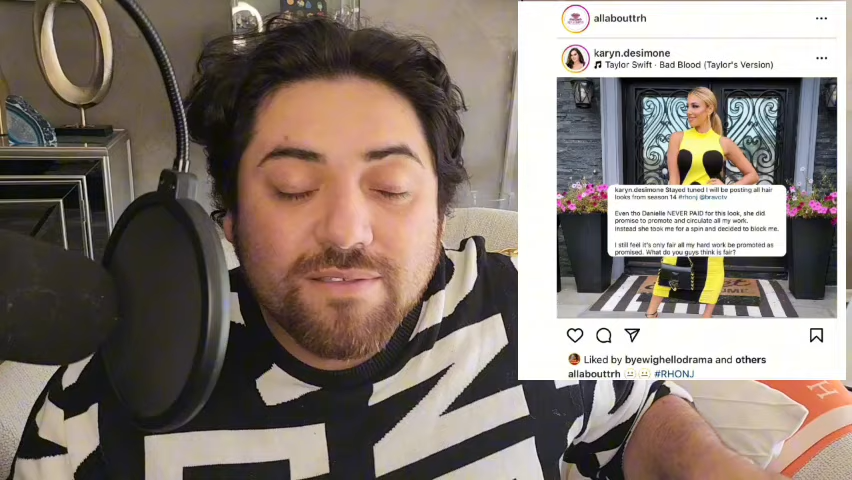 allabouttrh
karyn.desimone
Taylor Swift · Bad Blood (Taylor's Version)
karyn.desimone Stayed tuned I will be posting all hair
looks from season 14 #rhonj @bravotv
Even tho Danielle NEVER PAID for this look, she did
promise to promote and circulate all my work.
Instead she took me for a spin and decided to block me.
I still feel it's only fair all my hard work be promoted as
promised. What do you guys think is fair?
HOME
Liked by byewighellodrama and others
allabouttrh 😐 😐 #RHONJ
H